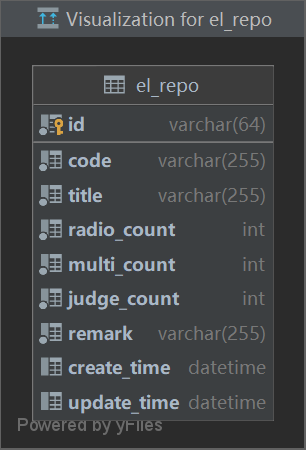 Visualization for el_repo
el_repo
id varchar(64)
code varchar(255)
title varchar(255)
radio_count int
multi_count int
judge_count int
remark varchar(255)
create_time datetime
update_time datetime
Powered by yFiles